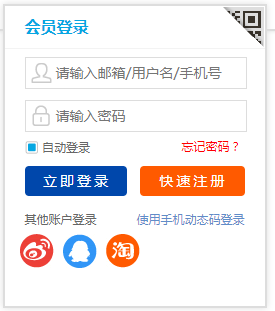 会员登录
请输入邮箱/用户名/手机号
请输入密码
自动登录 忘记密码？
立即登录 快速注册
其他账户登录 使用手机动态码登录
淘